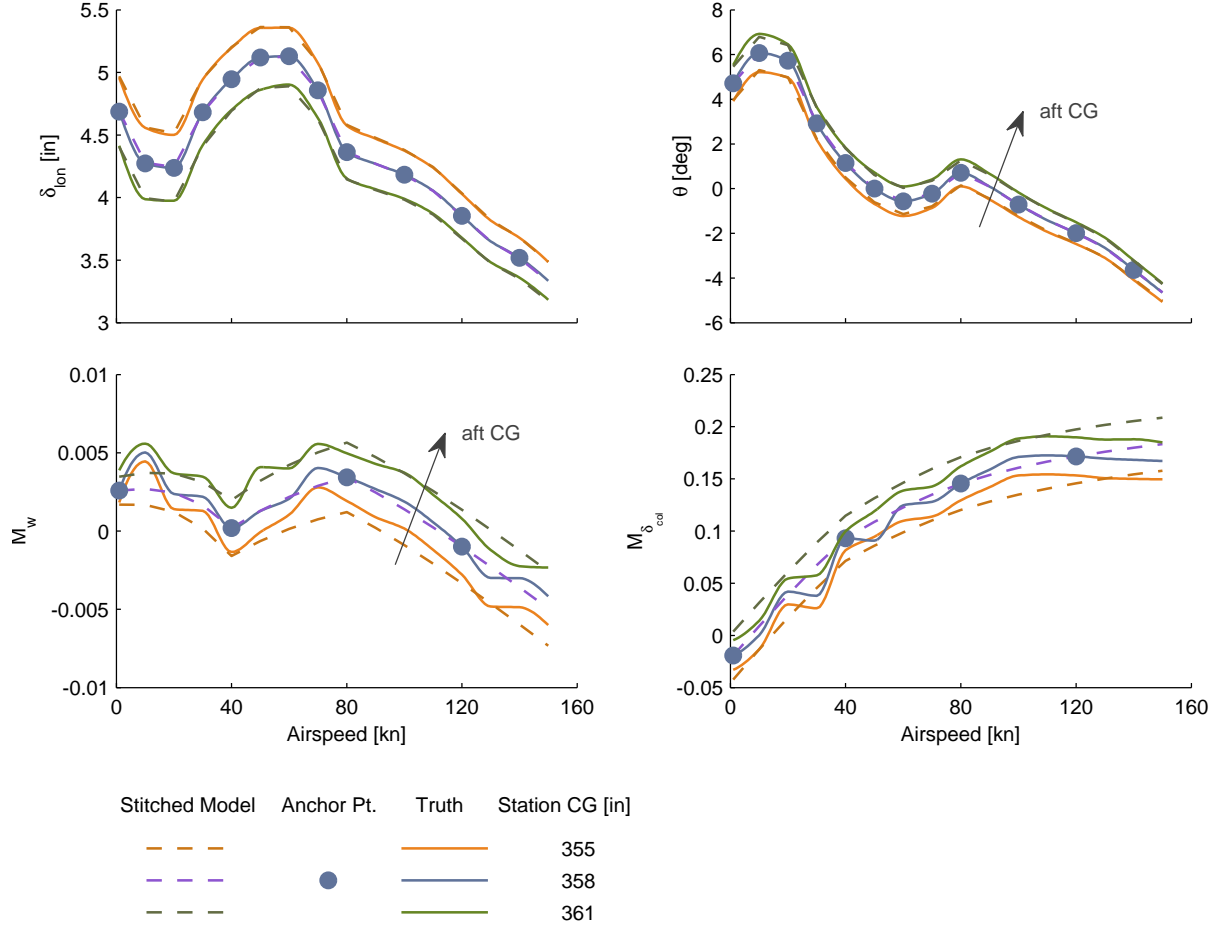 5.5
5
4.5
4
3.5
3
δ_lon [in]
8
6
4
2
0
-2
-4
-6
θ [deg]
aft CG
0.01
0.005
0
-0.005
-0.01
M_w
aft CG
0 40 80 120 160
Airspeed [kn]
0.25
0.2
0.15
0.1
0.05
0
-0.05
M_δ_col
0 40 80 120 160
Airspeed [kn]
Stitched Model Anchor Pt. Truth Station CG [in]
355
358
361